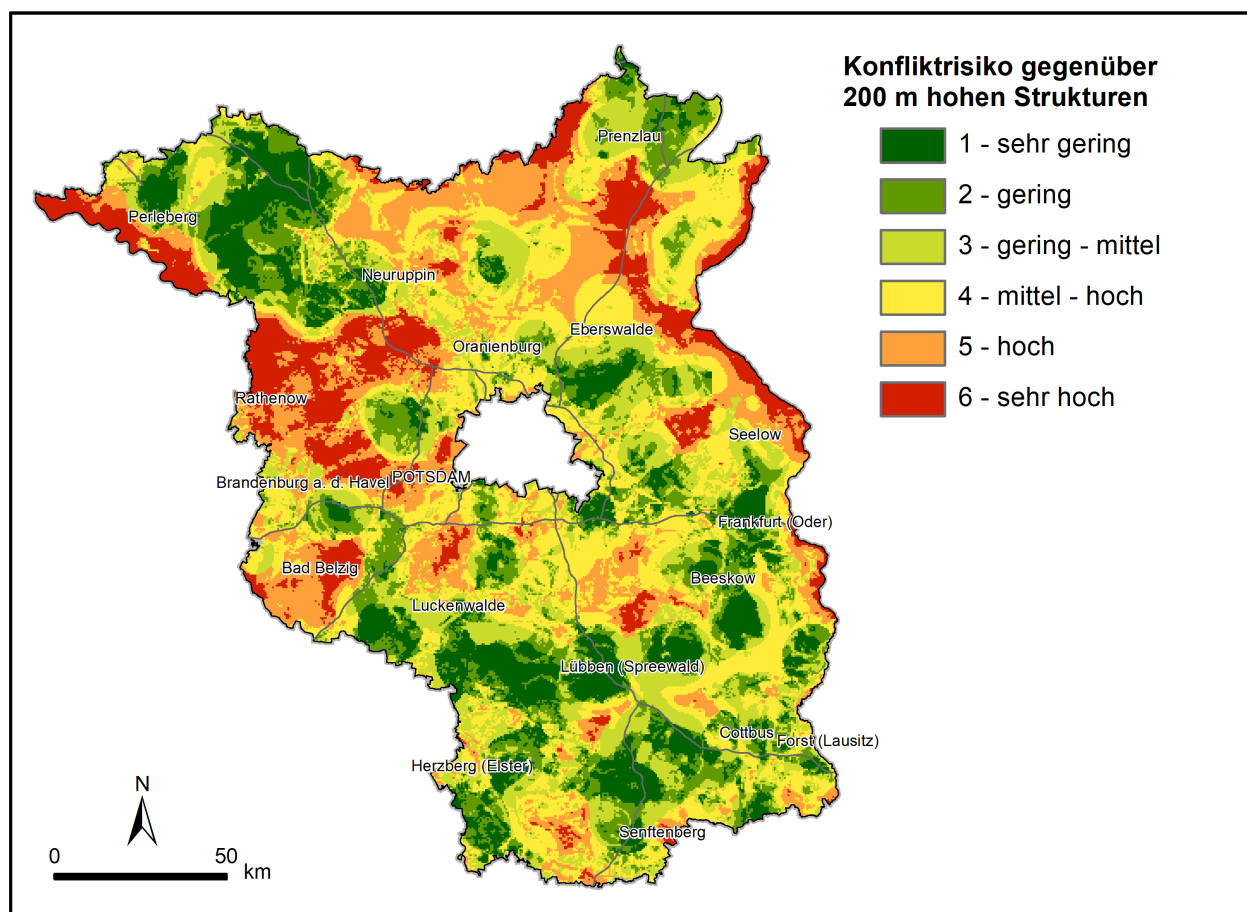 Konfliktrisiko gegenüber
200 m hohen Strukturen
1 - sehr gering
2 - gering
3 - gering - mittel
4 - mittel - hoch
5 - hoch
6 - sehr hoch
Prenzlau
Perleberg
Neuruppin
Eberswalde
Oranienburg
Rathenow
Seelow
POTSDAM
Brandenburg a. d. Havel
Frankfurt (Oder)
Bad Belzig
Beeskow
Luckenwalde
Lübben (Spreewald)
Cottbus
Forst (Lausitz)
Herzberg (Elster)
Senftenberg
N
0 50
km